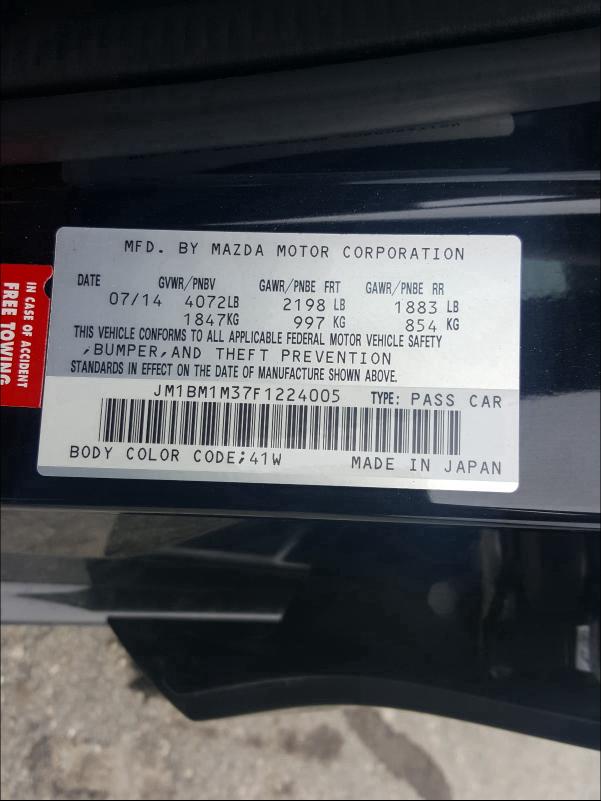 MFD. BY MAZDA MOTOR CORPORATION
DATE GVWR/PNBV GAWR/PNBE FRT GAWR/PNBE RR
07/14 4072LB 2198 LB 1883 LB
1847KG 997 KG 854 KG
THIS VEHICLE CONFORMS TO ALL APPLICABLE FEDERAL MOTOR VEHICLE SAFETY
,BUMPER,AND THEFT PREVENTION
STANDARDS IN EFFECT ON THE DATE OF MANUFACTURE SHOWN ABOVE.
JM1BM1M37F1224005 TYPE: PASS CAR
BODY COLOR CODE;41W MADE IN JAPAN
IN CASE OF ACCIDENT
FREE TOWING